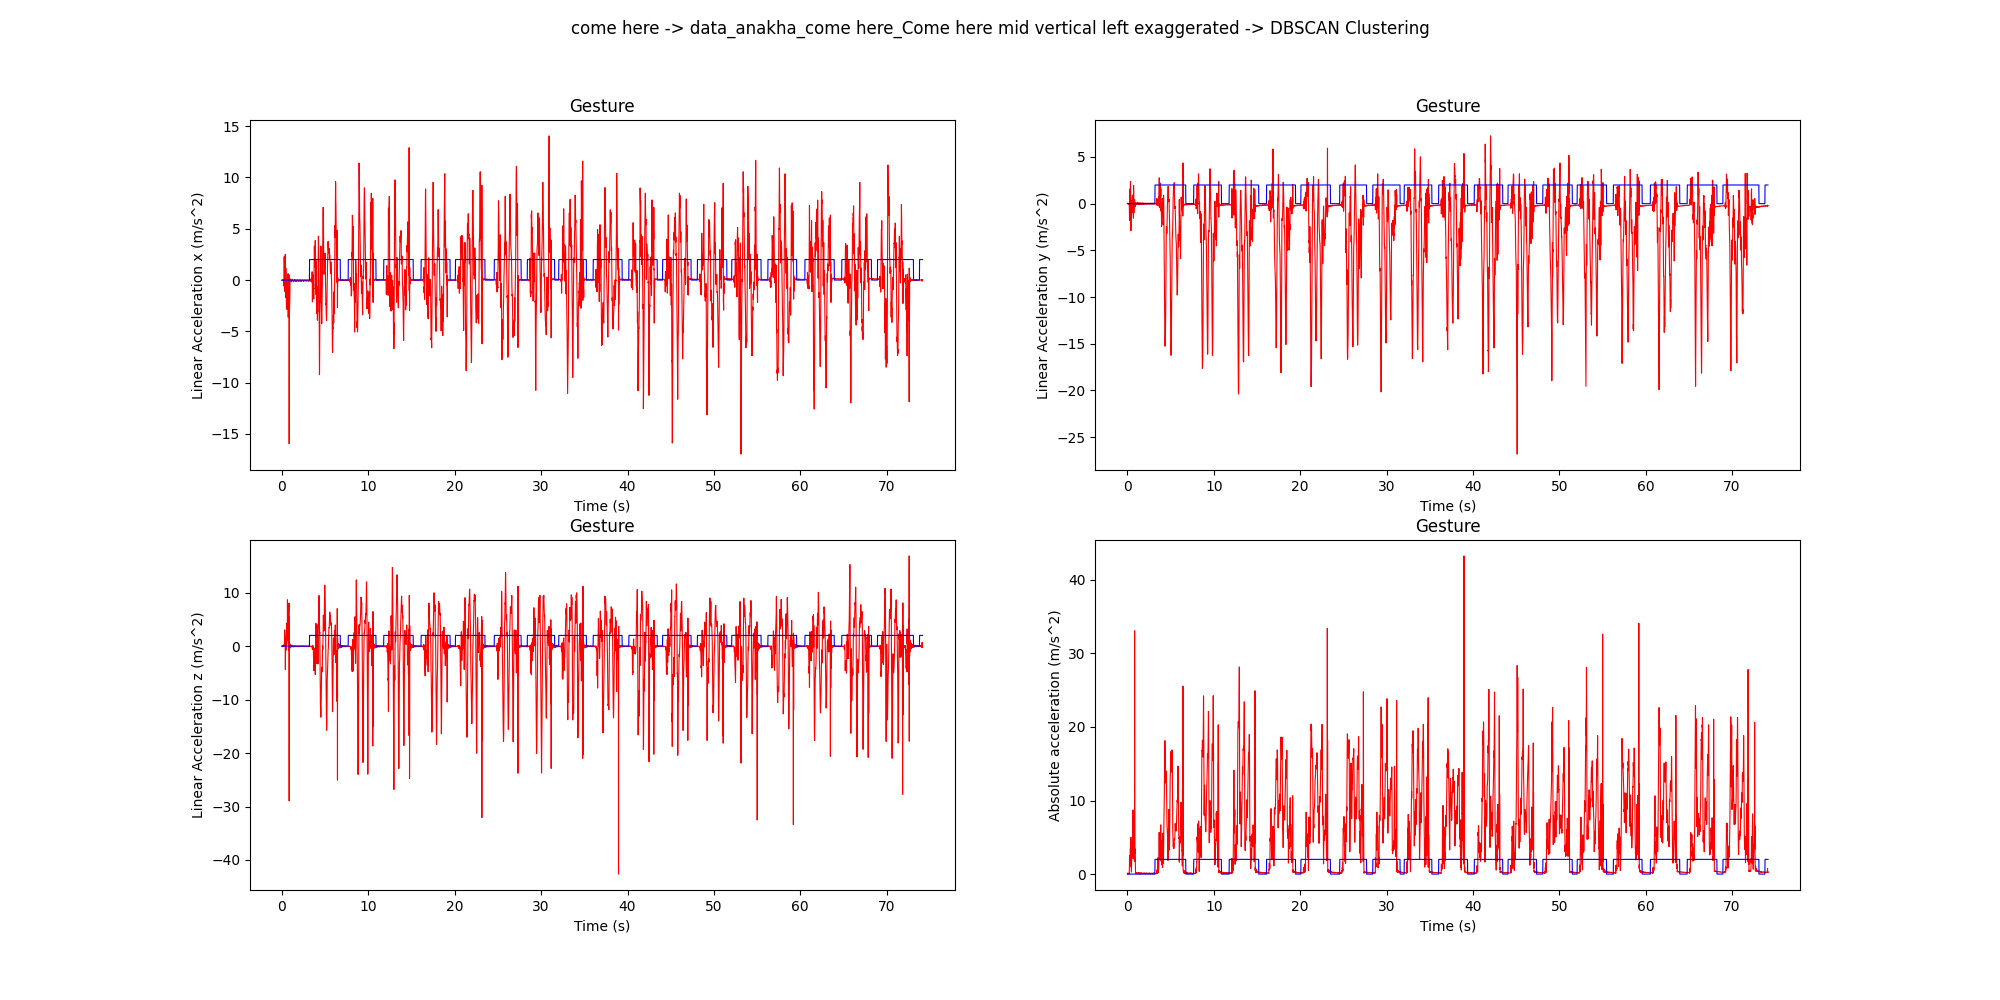 come here -> data_anakha_come here_Come here mid vertical left exaggerated -> DBSCAN Clustering
Gesture
Linear Acceleration x (m/s^2)
15
10
5
0
−5
−10
−15
0 10 20 30 40 50 60 70
Time (s)
Gesture
Linear Acceleration y (m/s^2)
5
0
−5
−10
−15
−20
−25
0 10 20 30 40 50 60 70
Time (s)
Gesture
Linear Acceleration z (m/s^2)
10
0
−10
−20
−30
−40
0 10 20 30 40 50 60 70
Time (s)
Gesture
Absolute acceleration (m/s^2)
40
30
20
10
0
0 10 20 30 40 50 60 70
Time (s)